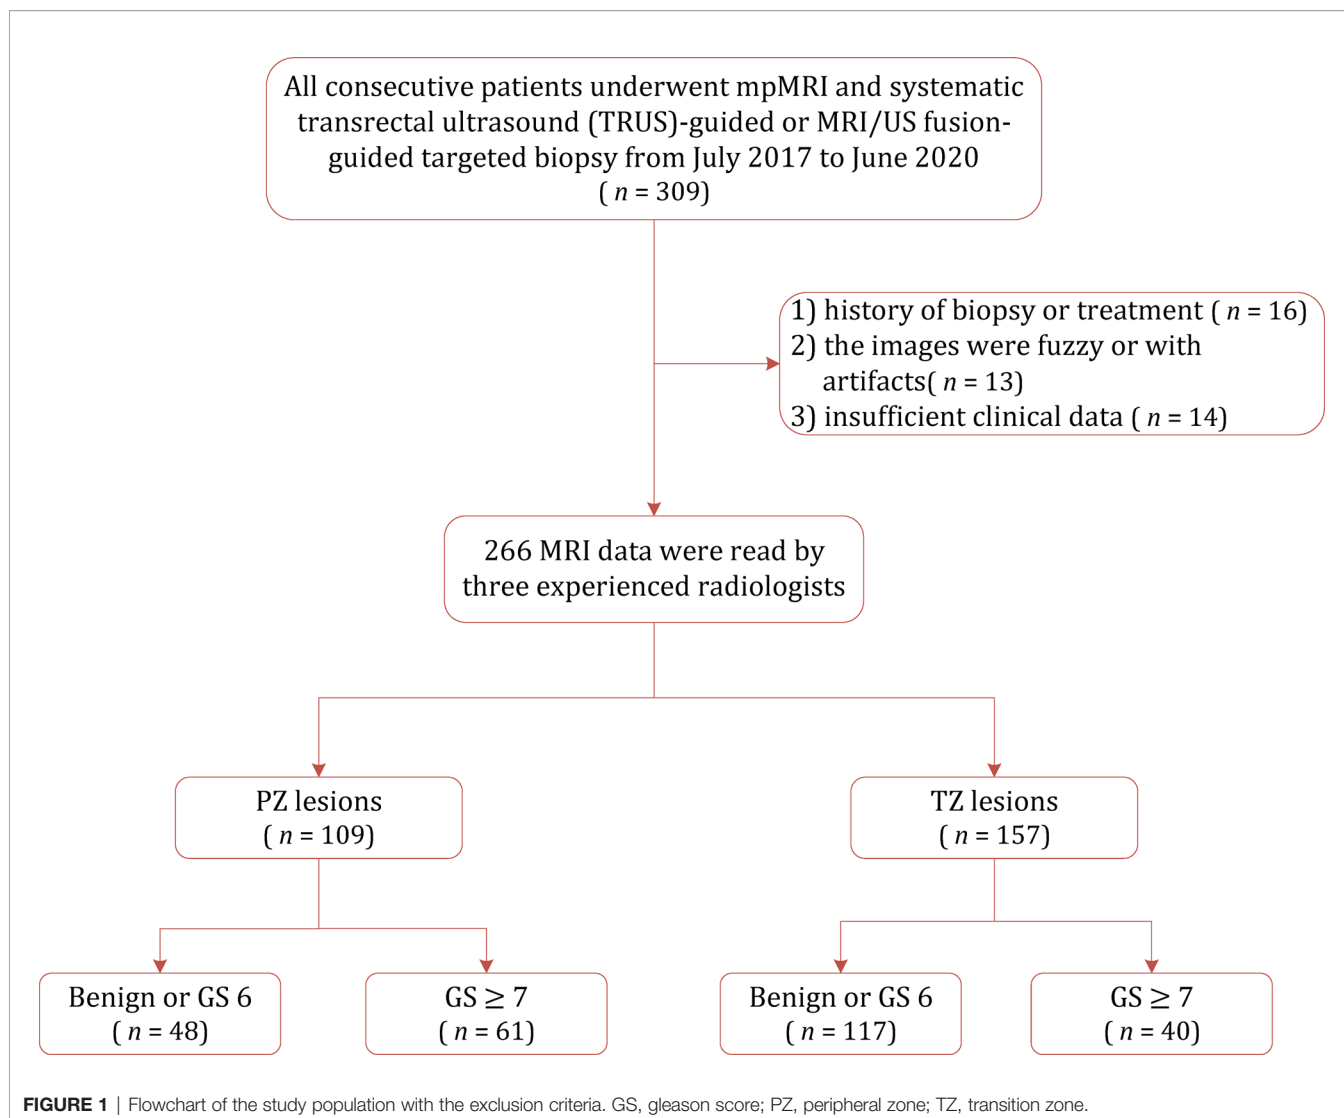 All consecutive patients underwent mpMRI and systematic
transrectal ultrasound (TRUS)-guided or MRI/US fusion-
guided targeted biopsy from July 2017 to June 2020
( n = 309)
1) history of biopsy or treatment ( n = 16)
2) the images were fuzzy or with
artifacts( n = 13)
3) insufficient clinical data ( n = 14)
266 MRI data were read by
three experienced radiologists
PZ lesions
( n = 109)
TZ lesions
( n = 157)
Benign or GS 6
( n = 48)
GS ≥ 7
( n = 61)
Benign or GS 6
( n = 117)
GS ≥ 7
( n = 40)
FIGURE 1 | Flowchart of the study population with the exclusion criteria. GS, gleason score; PZ, peripheral zone; TZ, transition zone.